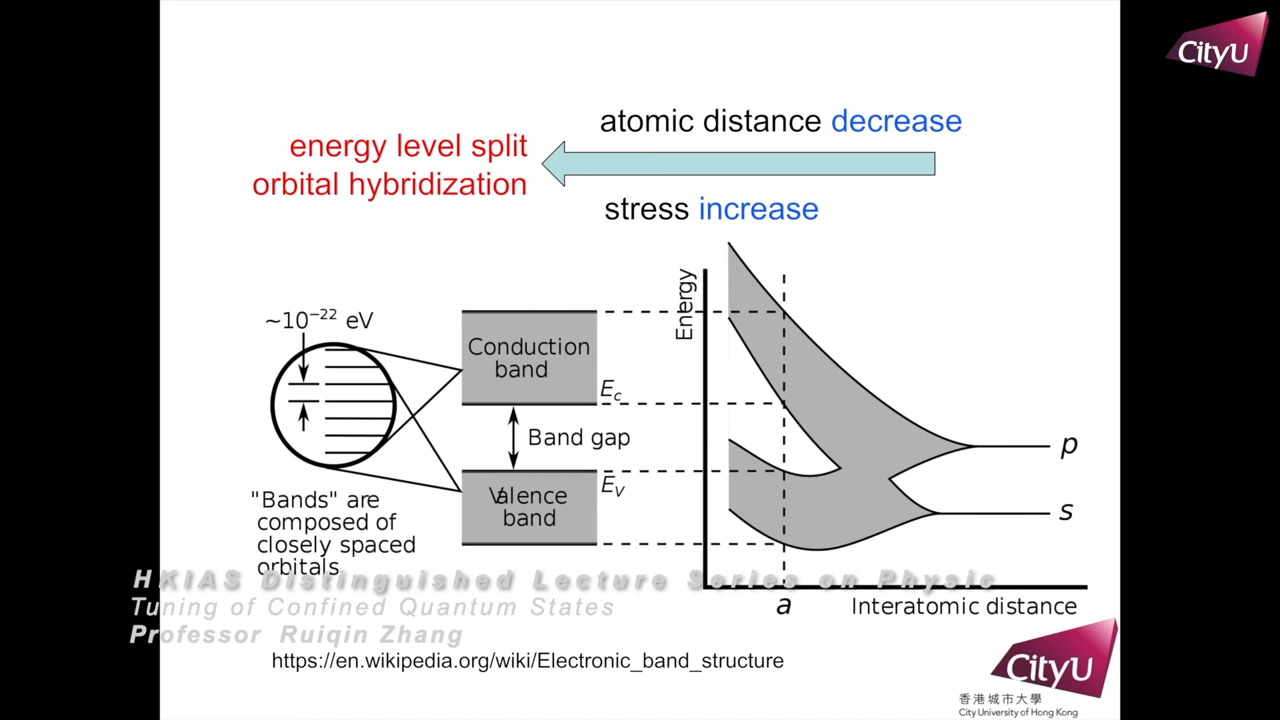 CityU
atomic distance decrease
energy level split
orbital hybridization
stress increase
Energy
~10⁻²² eV
Conduction
band
Ec
Band gap
p
Valence
band
EV
s
"Bands" are
composed of
closely spaced
orbitals
HKIAS Distinguished Lecture Series on Physic
Tuning of Confined Quantum States
a
Interatomic distance
Professor Ruiqin Zhang
https://en.wikipedia.org/wiki/Electronic_band_structure
CityU
香港城市大學
City University of Hong Kong